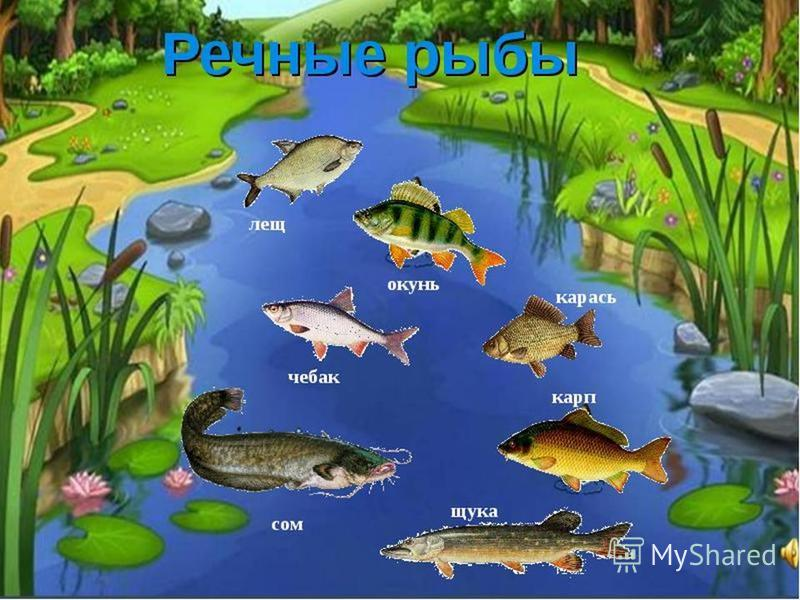 Речные рыбы
лещ
окунь
карась
чебак
карп
щука
сом
MyShared